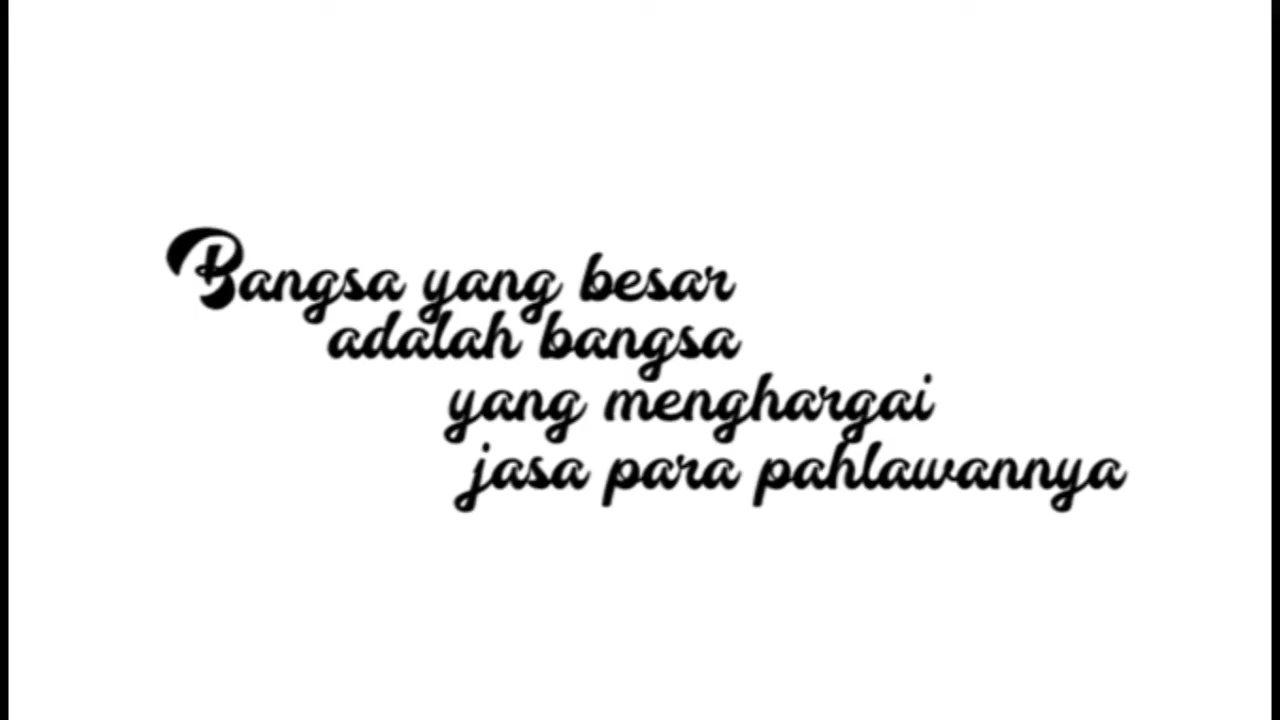 Bangsa yang besar
adalah bangsa
yang menghargai
jasa para pahlawannya